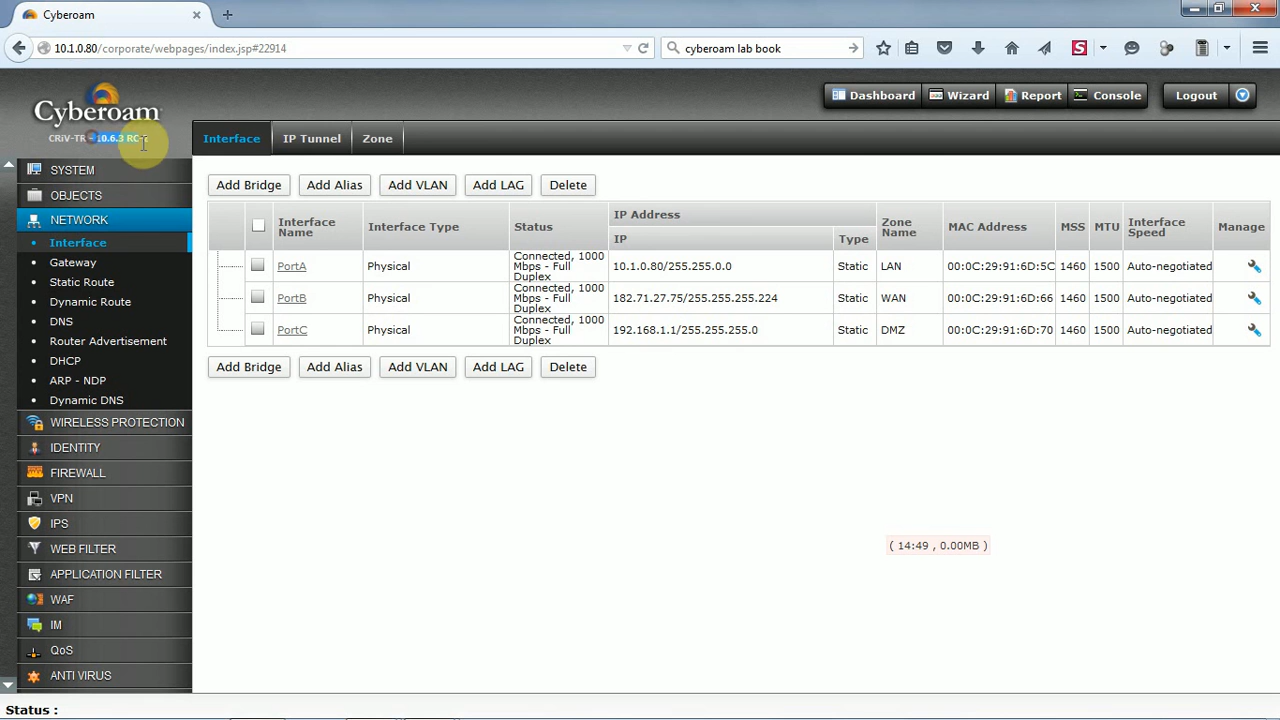 Cyberoam
10.1.0.80/corporate/webpages/index.jsp#22914
cyberoam lab book
Cyberoam
CRiV-TR - 10.6.3 RC
Dashboard
Wizard
Report
Console
Logout
Interface
IP Tunnel
Zone
SYSTEM
OBJECTS
NETWORK
Interface
Gateway
Static Route
Dynamic Route
DNS
Router Advertisement
DHCP
ARP - NDP
Dynamic DNS
WIRELESS PROTECTION
IDENTITY
FIREWALL
VPN
IPS
WEB FILTER
APPLICATION FILTER
WAF
IM
QoS
ANTI VIRUS
Add Bridge Add Alias Add VLAN Add LAG Delete
Interface Name Interface Type Status IP Address IP Type Zone Name MAC Address MSS MTU Interface Speed Manage
PortA Physical Connected, 1000 Mbps - Full Duplex 10.1.0.80/255.255.0.0 Static LAN 00:0C:29:91:6D:5C 1460 1500 Auto-negotiated
PortB Physical Connected, 1000 Mbps - Full Duplex 182.71.27.75/255.255.255.224 Static WAN 00:0C:29:91:6D:66 1460 1500 Auto-negotiated
PortC Physical Connected, 1000 Mbps - Full Duplex 192.168.1.1/255.255.255.0 Static DMZ 00:0C:29:91:6D:70 1460 1500 Auto-negotiated
Add Bridge Add Alias Add VLAN Add LAG Delete
( 14:49 , 0.00MB )
Status :